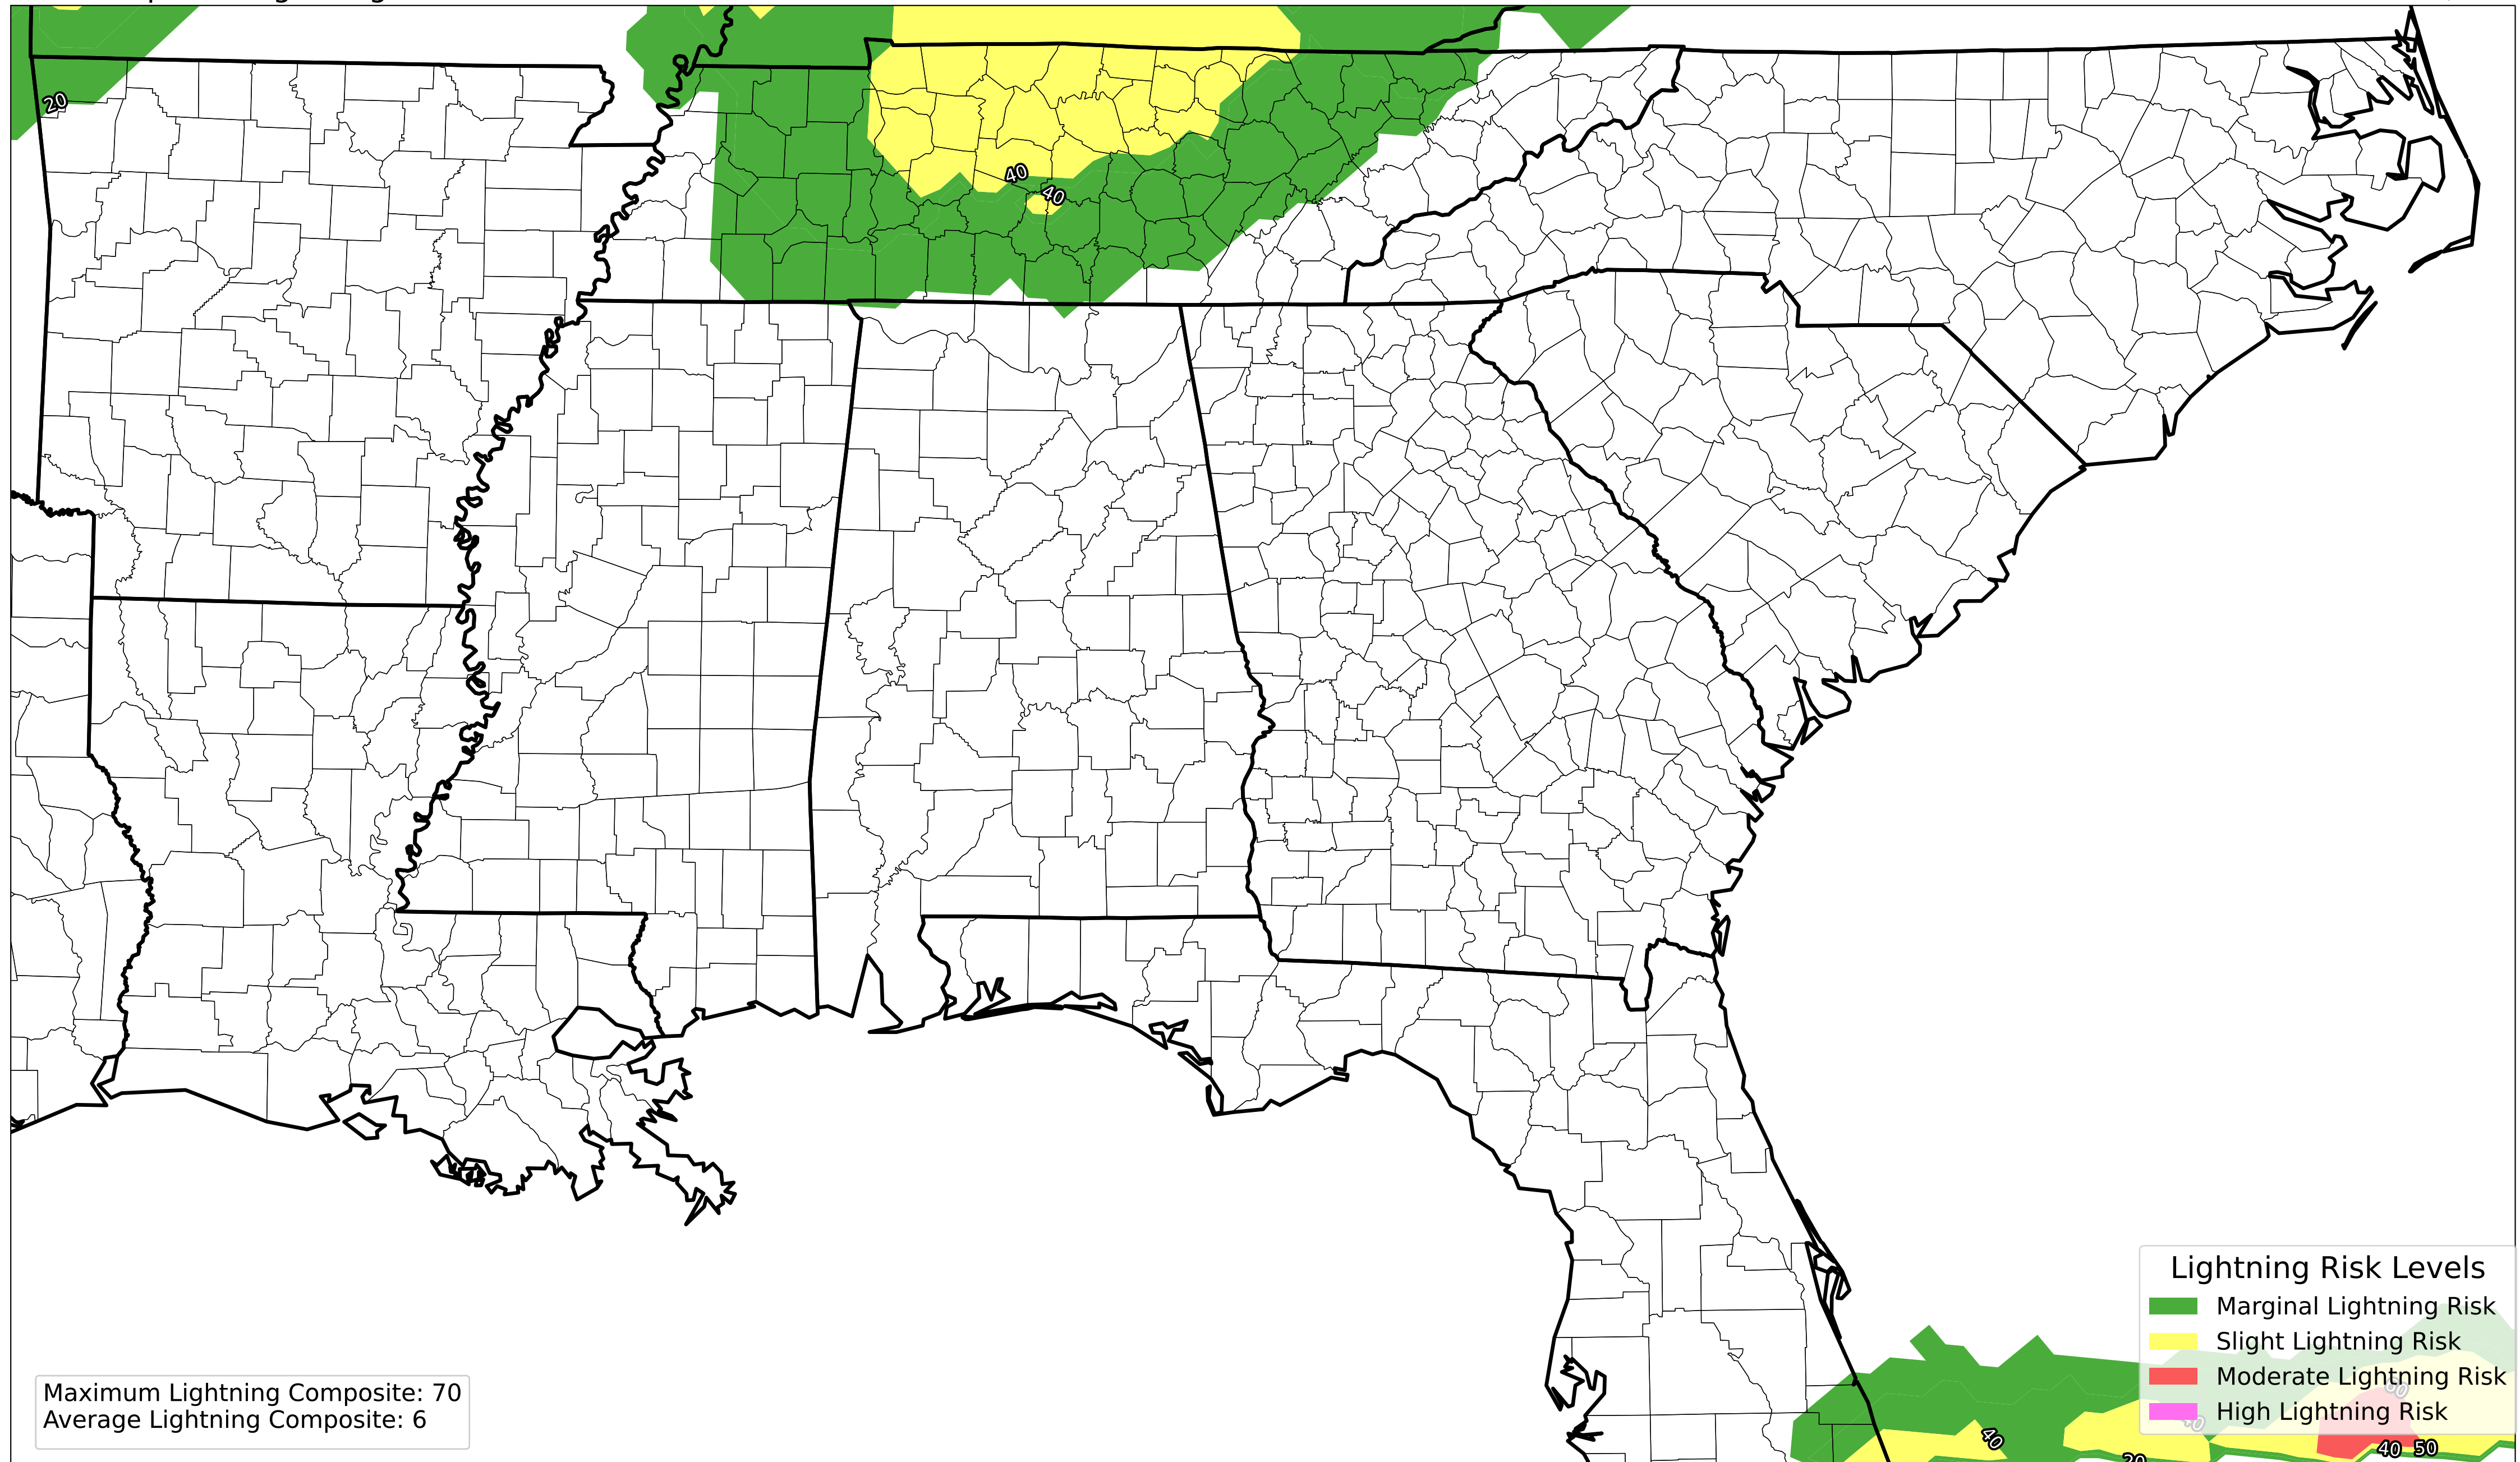 20
40
40
Lightning Risk Levels
Marginal Lightning Risk
Slight Lightning Risk
Moderate Lightning Risk
High Lightning Risk
Maximum Lightning Composite: 70
Average Lightning Composite: 6
40
40
40 50